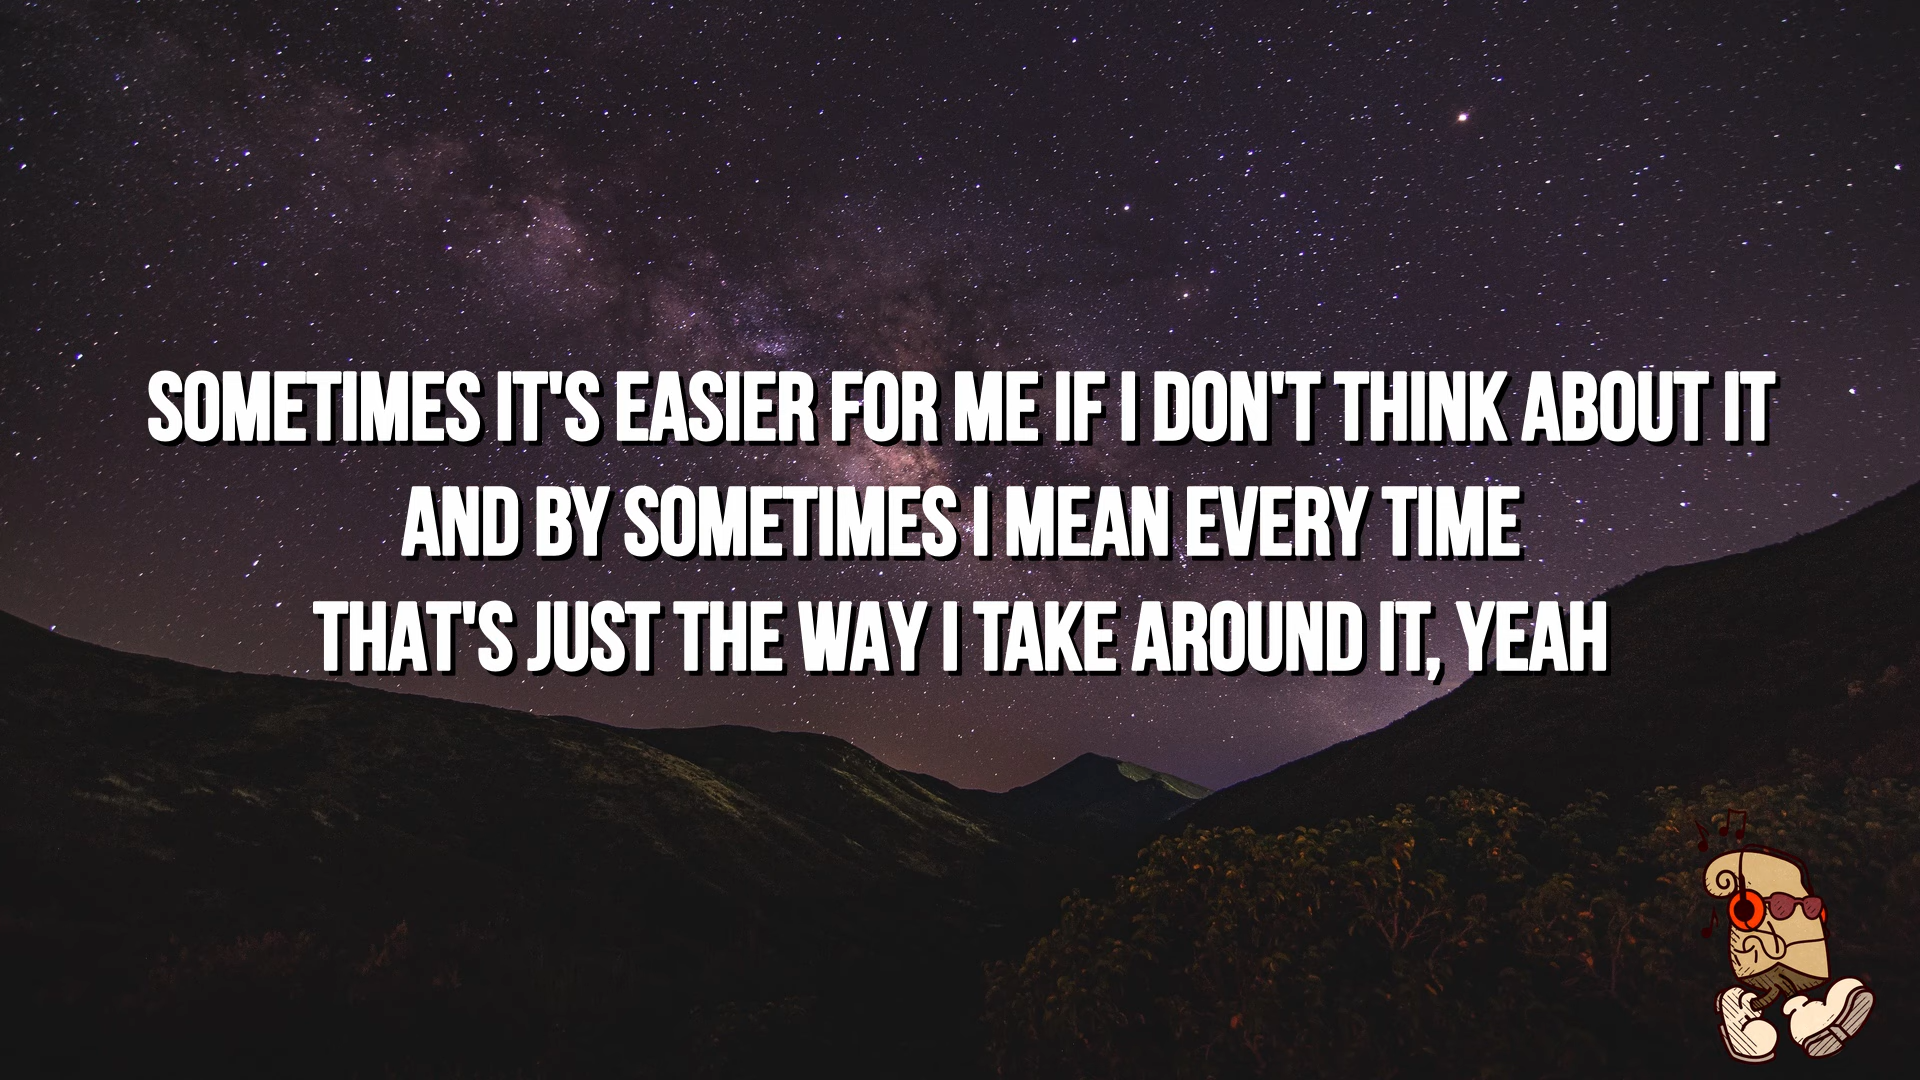 SOMETIMES IT'S EASIER FOR ME IF I DON'T THINK ABOUT IT
AND BY SOMETIMES I MEAN EVERY TIME
THAT'S JUST THE WAY I TAKE AROUND IT, YEAH